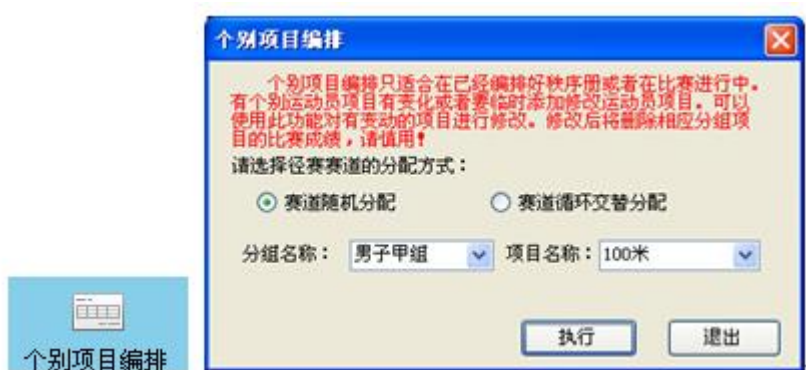 个别项目编排
个别项目编排只适合在已经编排好秩序册或者在比赛进行中。
有个别运动员项目有变化或者要临时添加修改运动员项目。可以
使用此功能对有变动的项目进行修改。修改后将删除相应分组项
目的比赛成绩，请值用！
请选择径赛赛道的分配方式：
赛道随机分配 赛道循环交替分配
分组名称： 男子甲组 项目名称： 100米
执行 退出
个别项目编排